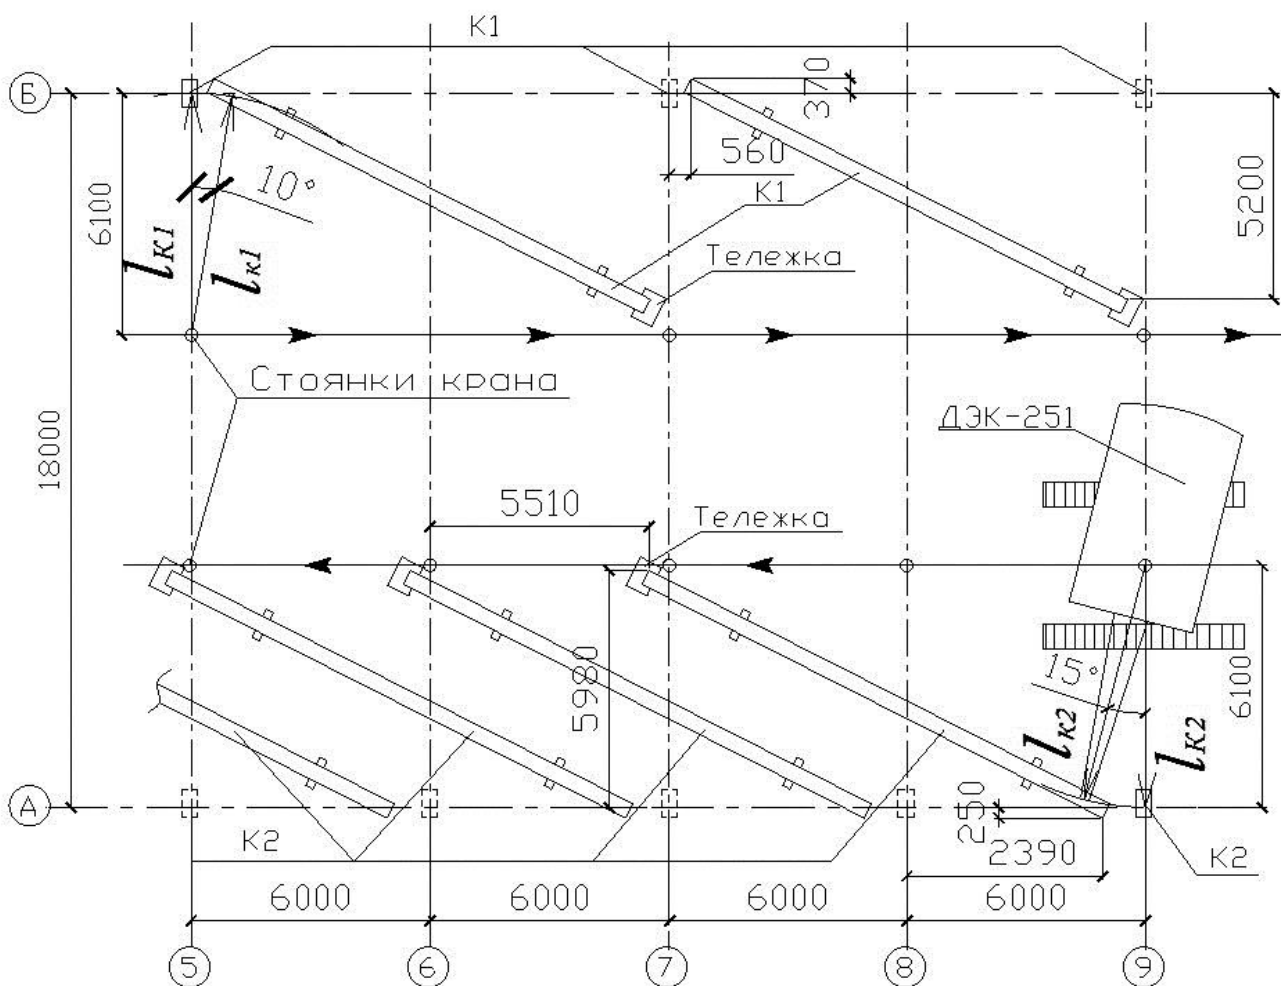 К1
Б
370
560
10°
К1
6100
5200
lК1
lк1
Тележка
Стоянки крана
ДЭК-251
18000
5510
Тележка
5980
15°
6100
lК2
lК2
250
А
К2
2390
К2
6000
6000
6000
6000
5
6
7
8
9